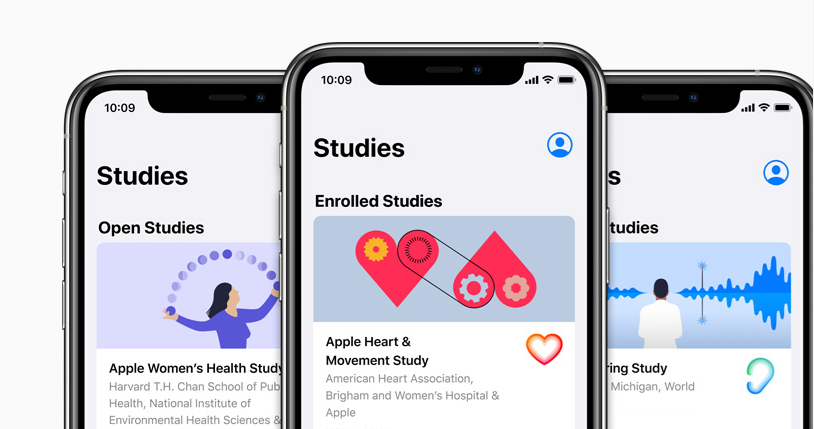 10:09
Studies
Open Studies
Apple Women's Health Study
Harvard T.H. Chan School of Pub
Health, National Institute of
Environmental Health Sciences &
10:09
Studies
Enrolled Studies
Apple Heart &
Movement Study
American Heart Association,
Brigham and Women's Hospital &
Apple
s
tudies
ring Study
Michigan, World